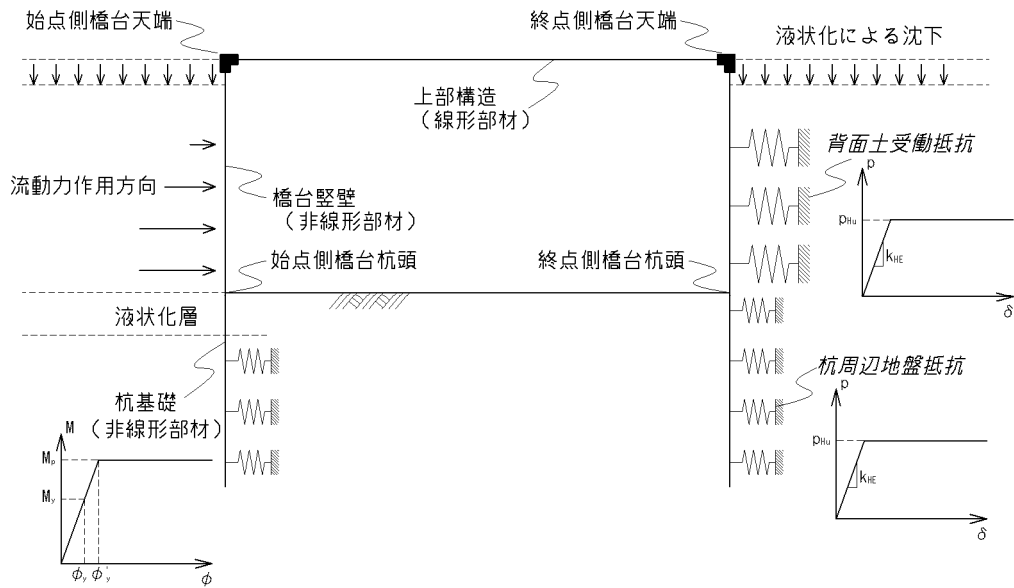 始点側橋台天端
終点側橋台天端
液状化による沈下
上部構造
（線形部材）
背面土受働抵抗
流動力作用方向
橋台竪壁
（非線形部材）
p
pHu
kHE
δ
始点側橋台杭頭
終点側橋台杭頭
液状化層
杭周辺地盤抵抗
杭基礎
（非線形部材）
p
pHu
kHE
δ
M
Mp
My
ϕy
ϕ'y
ϕ